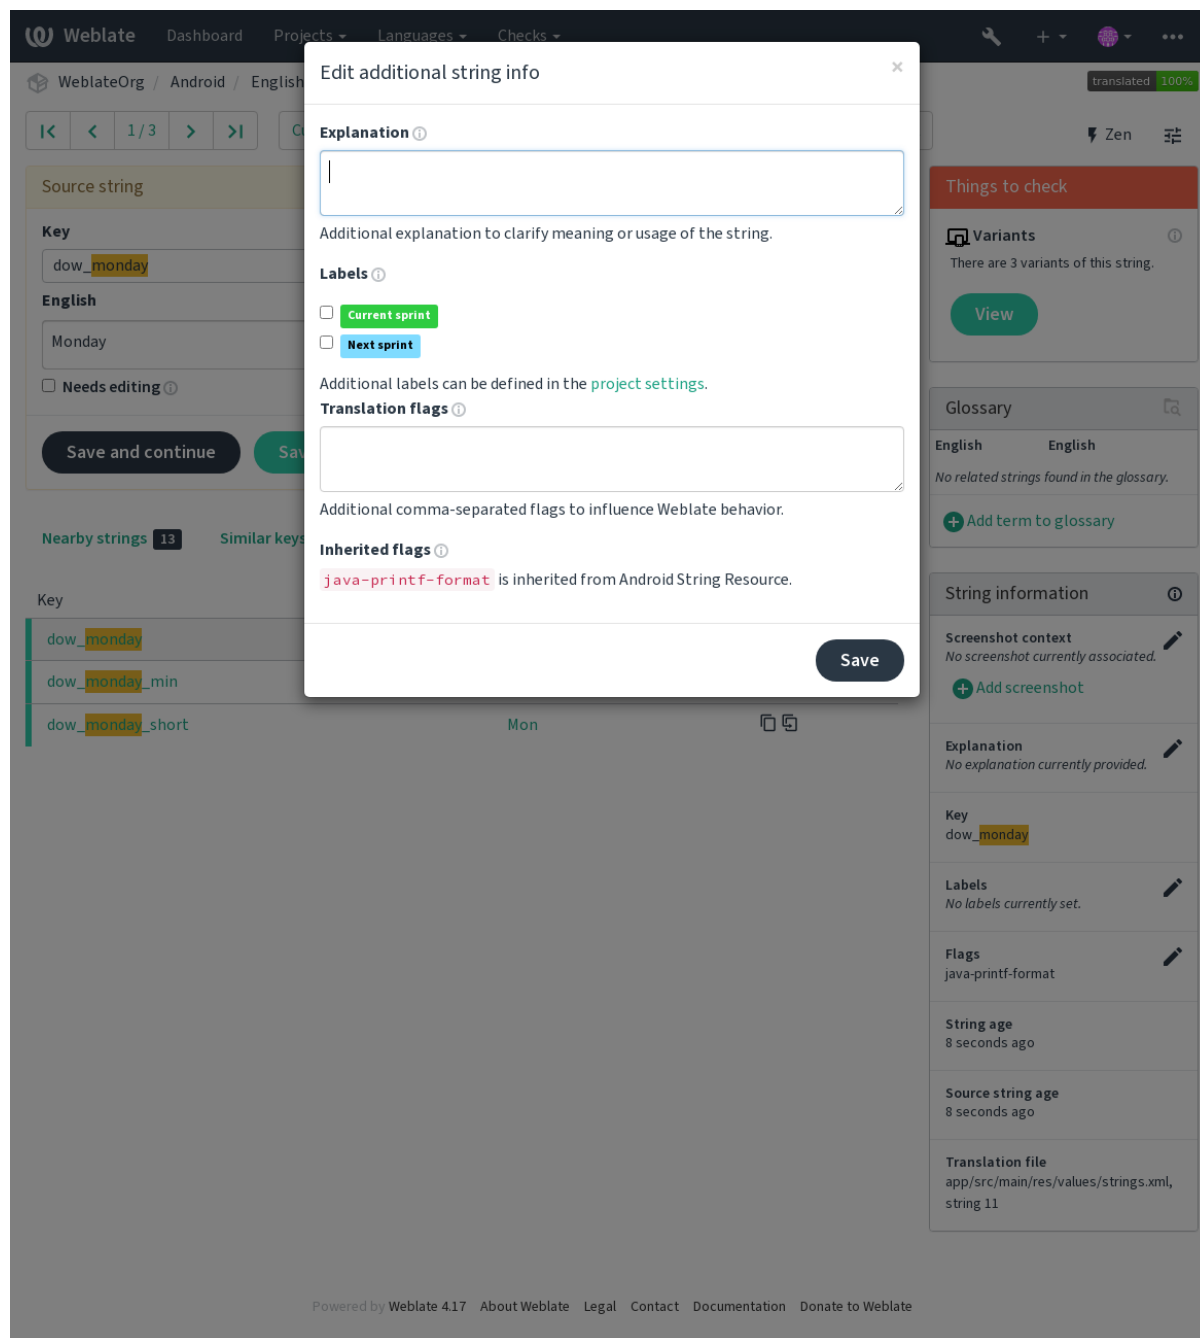 Weblate Dashboard Projects Languages Checks
WeblateOrg / Android / English translated 100%
1 / 3 Zen
Edit additional string info ×
Explanation
Additional explanation to clarify meaning or usage of the string.
Labels
Current sprint
Next sprint
Additional labels can be defined in the project settings.
Translation flags
Additional comma-separated flags to influence Weblate behavior.
Inherited flags
java-printf-format is inherited from Android String Resource.
Save
Source string
Key
dow_monday
English
Monday
Needs editing
Save and continue
Nearby strings 13 Similar keys
Key
dow_monday
dow_monday_min
dow_monday_short Mon
Things to check
Variants
There are 3 variants of this string.
View
Glossary
English English
No related strings found in the glossary.
Add term to glossary
String information
Screenshot context
No screenshot currently associated.
Add screenshot
Explanation
No explanation currently provided.
Key
dow_monday
Labels
No labels currently set.
Flags
java-printf-format
String age
8 seconds ago
Source string age
8 seconds ago
Translation file
app/src/main/res/values/strings.xml,
string 11
Powered by Weblate 4.17 About Weblate Legal Contact Documentation Donate to Weblate